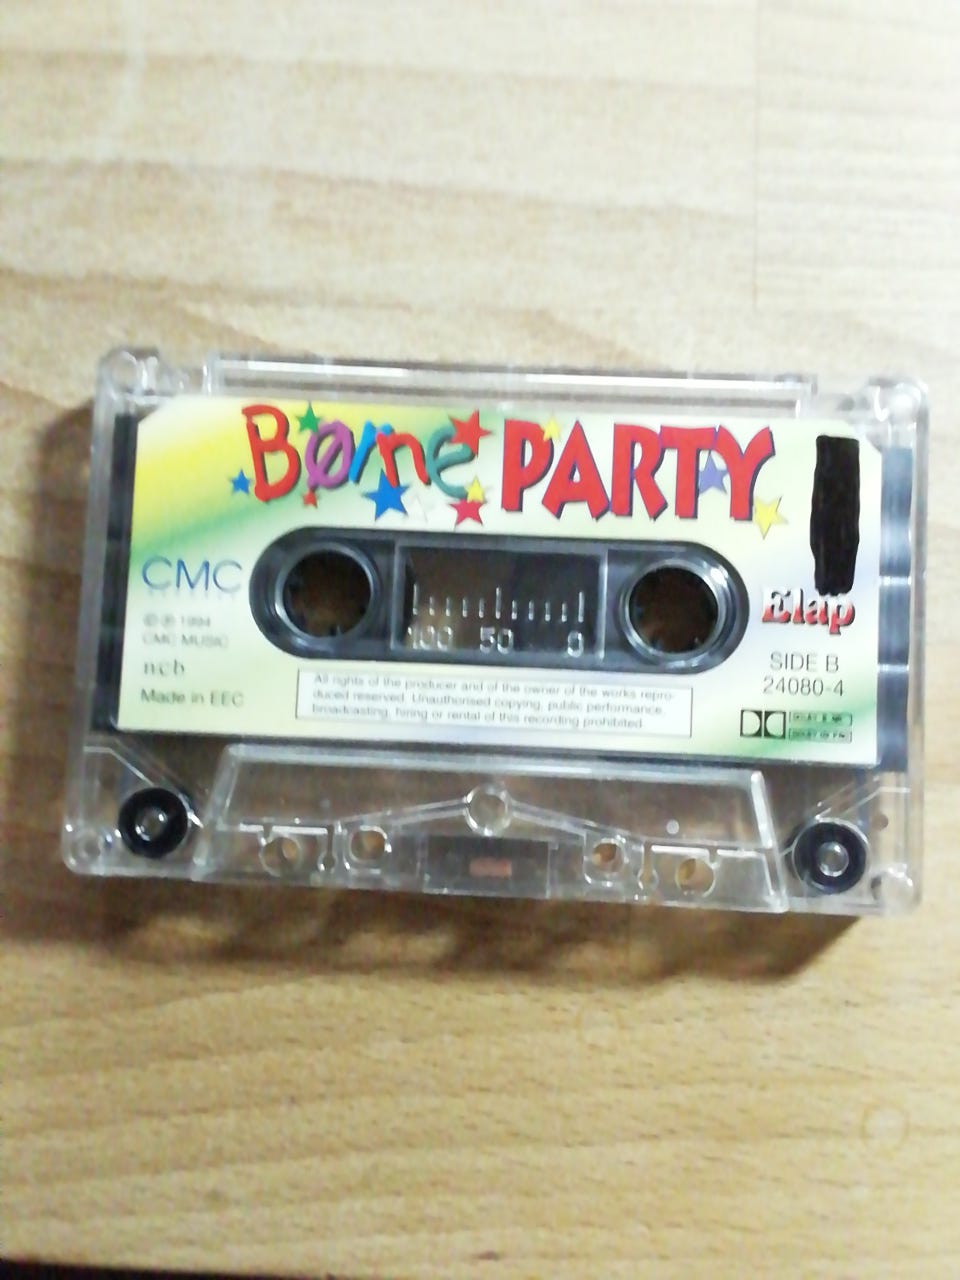 Børne PARTY
CMC
℗ © 1994
CMC MUSIC
ncb
Made in EEC
100 50 0
Elap
SIDE B
24080-4
All rights of the producer and of the owner of the works repro-
duced reserved. Unauthorised copying, public performance,
broadcasting, hiring or rental of this recording prohibited
DOLBY B NR